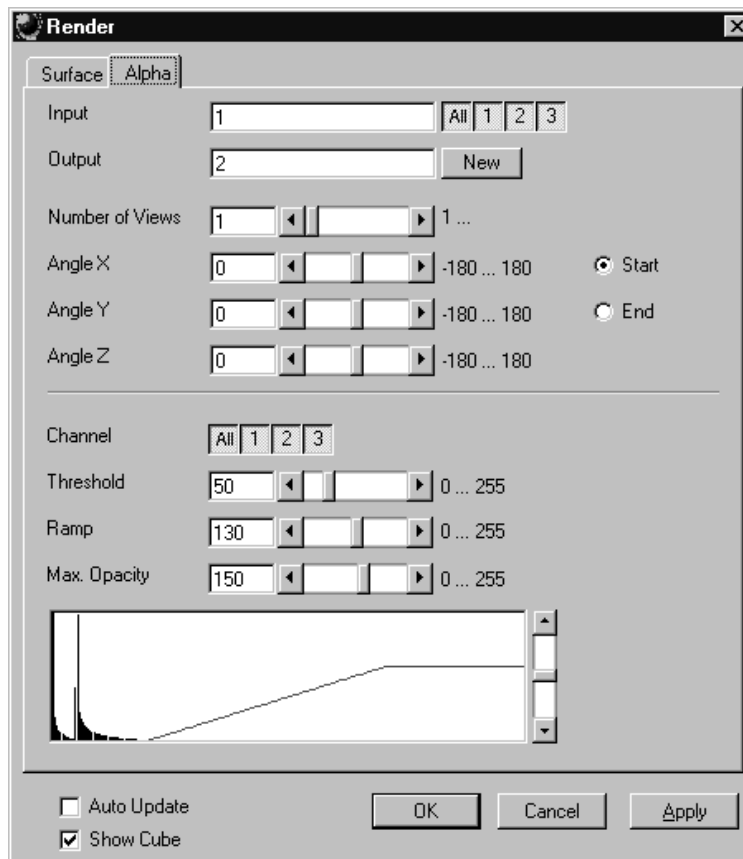 Render
Surface Alpha
Input 1 All 1 2 3
Output 2 New
Number of Views 1 1 ...
Angle X 0 -180 ... 180 Start
Angle Y 0 -180 ... 180 End
Angle Z 0 -180 ... 180
Channel All 1 2 3
Threshold 50 0 ... 255
Ramp 130 0 ... 255
Max. Opacity 150 0 ... 255
Auto Update OK Cancel Apply
Show Cube